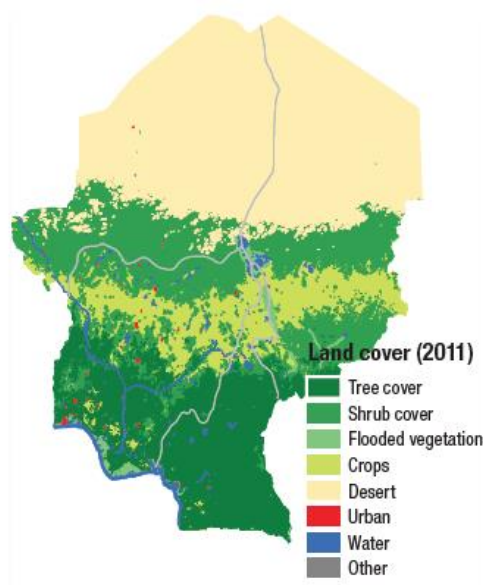 Land cover (2011)
Tree cover
Shrub cover
Flooded vegetation
Crops
Desert
Urban
Water
Other